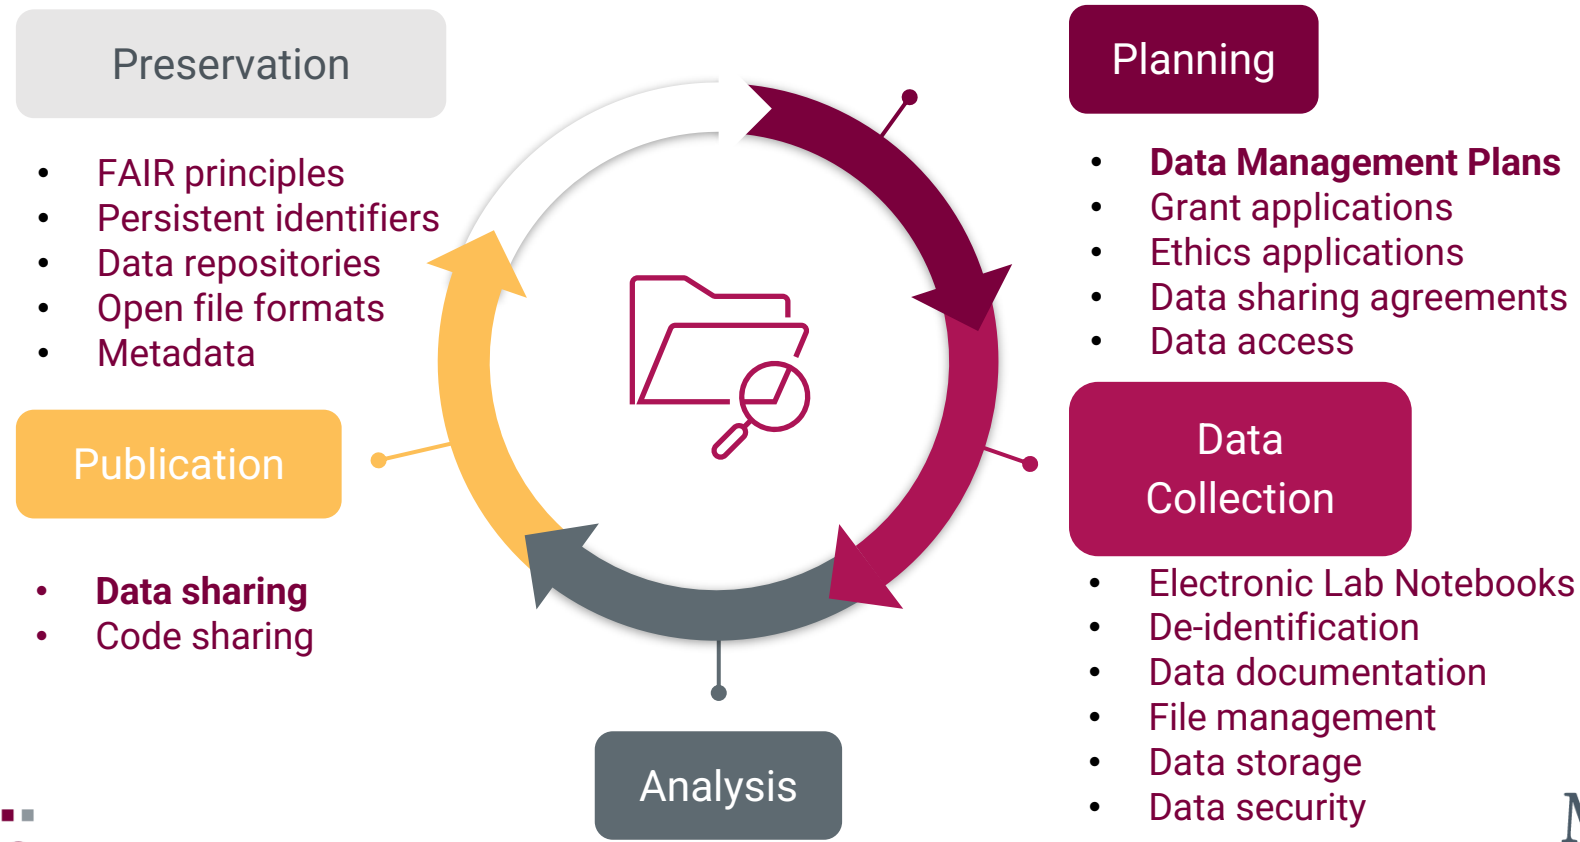 Preservation
• FAIR principles
• Persistent identifiers
• Data repositories
• Open file formats
• Metadata
Publication
• Data sharing
• Code sharing
Analysis
Planning
• Data Management Plans
• Grant applications
• Ethics applications
• Data sharing agreements
• Data access
Data
Collection
• Electronic Lab Notebooks
• De-identification
• Data documentation
• File management
• Data storage
• Data security